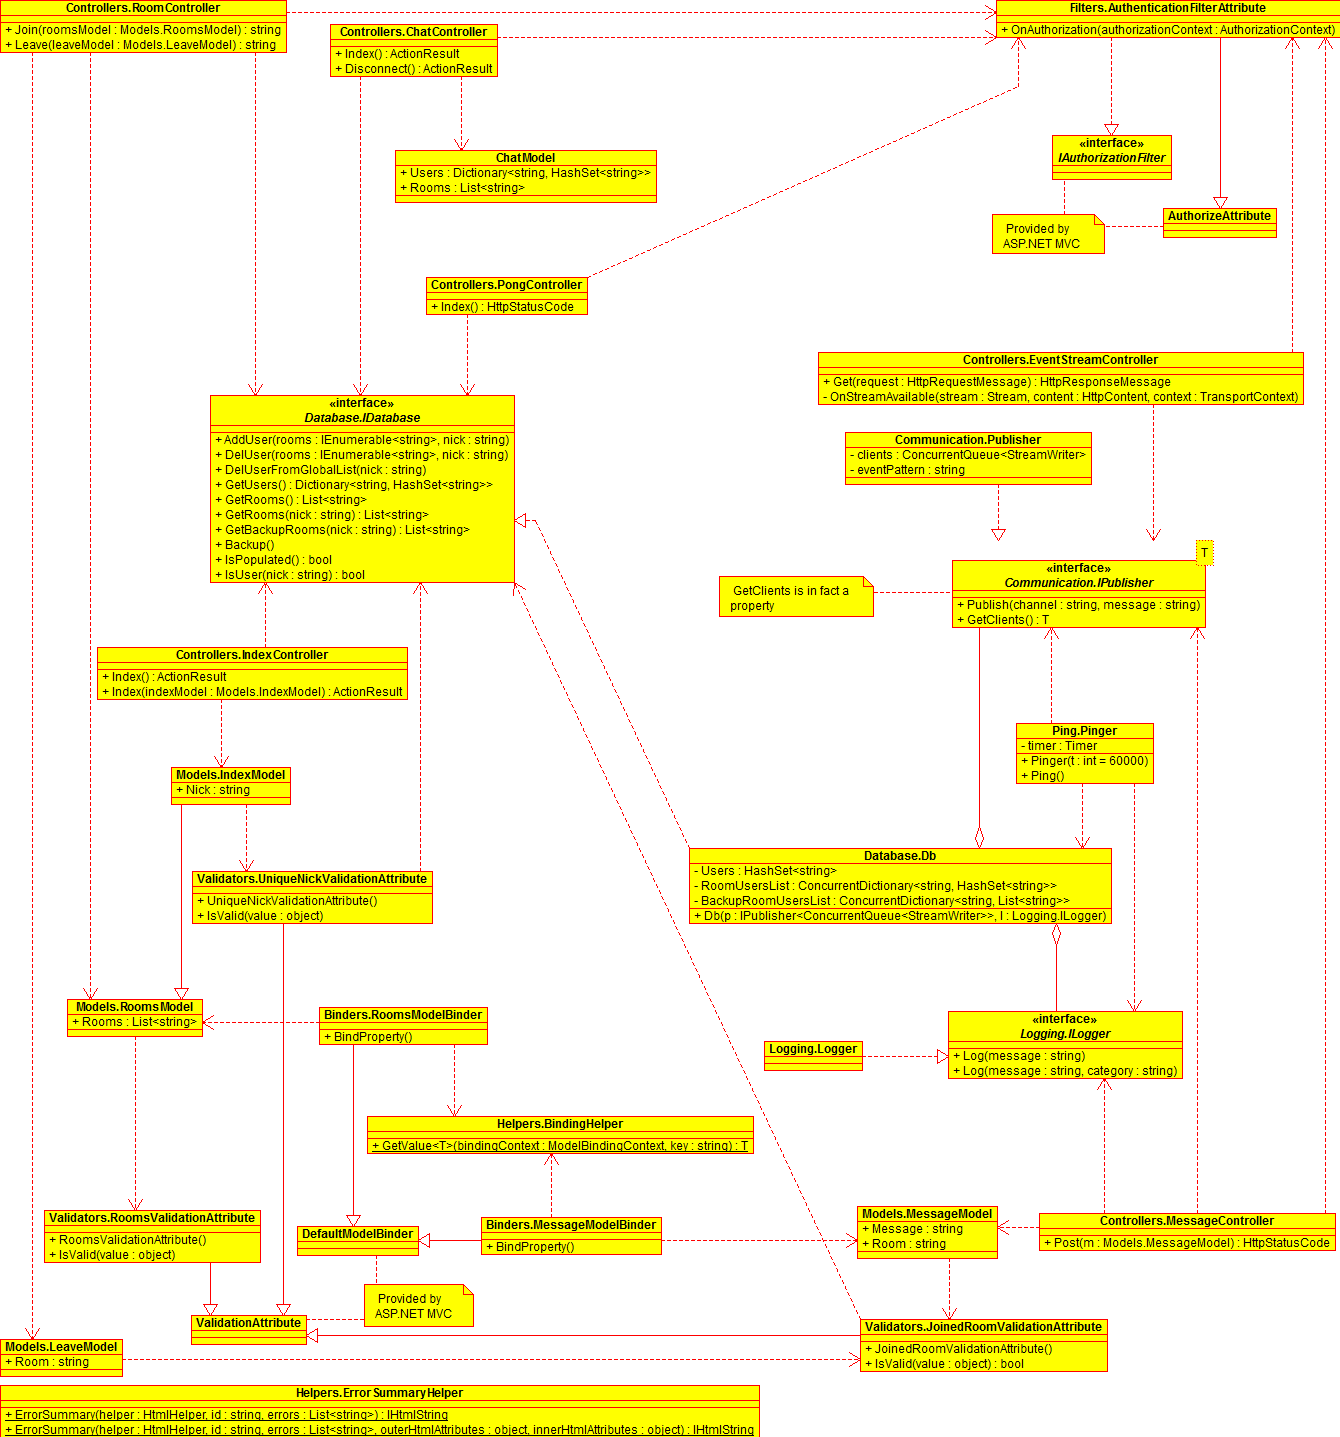 Controllers.RoomController
+ Join(roomsModel : Models.RoomsModel) : string
+ Leave(leaveModel : Models.LeaveModel) : string
Controllers.ChatController
+ Index() : ActionResult
+ Disconnect() : ActionResult
Filters.AuthenticationFilterAttribute
+ OnAuthorization(authorizationContext : AuthorizationContext)
«interface»
IAuthorizationFilter
ChatModel
+ Users : Dictionary<string, HashSet<string>>
+ Rooms : List<string>
AuthorizeAttribute
Provided by
ASP.NET MVC
Controllers.PongController
+ Index() : HttpStatusCode
Controllers.EventStreamController
+ Get(request : HttpRequestMessage) : HttpResponseMessage
- OnStreamAvailable(stream : Stream, content : HttpContent, context : TransportContext)
«interface»
Database.IDatabase
+ AddUser(rooms : IEnumerable<string>, nick : string)
+ DelUser(rooms : IEnumerable<string>, nick : string)
+ DelUserFromGlobalList(nick : string)
+ GetUsers() : Dictionary<string, HashSet<string>>
+ GetRooms() : List<string>
+ GetRooms(nick : string) : List<string>
+ GetBackupRooms(nick : string) : List<string>
+ Backup()
+ IsPopulated() : bool
+ IsUser(nick : string) : bool
Communication.Publisher
- clients : ConcurrentQueue<StreamWriter>
- eventPattern : string
T
«interface»
Communication.IPublisher
+ Publish(channel : string, message : string)
+ GetClients() : T
GetClients is in fact a
property
Controllers.IndexController
+ Index() : ActionResult
+ Index(indexModel : Models.IndexModel) : ActionResult
Ping.Pinger
- timer : Timer
+ Pinger(t : int = 60000)
+ Ping()
Models.IndexModel
+ Nick : string
Database.Db
- Users : HashSet<string>
- RoomUsersList : ConcurrentDictionary<string, HashSet<string>>
- BackupRoomUsersList : ConcurrentDictionary<string, List<string>>
+ Db(p : IPublisher<ConcurrentQueue<StreamWriter>>, l : Logging.ILogger)
Validators.UniqueNickValidationAttribute
+ UniqueNickValidationAttribute()
+ IsValid(value : object)
Models.RoomsModel
+ Rooms : List<string>
Binders.RoomsModelBinder
+ BindProperty()
«interface»
Logging.ILogger
+ Log(message : string)
+ Log(message : string, category : string)
Logging.Logger
Helpers.BindingHelper
+ GetValue<T>(bindingContext : ModelBindingContext, key : string) : T
Validators.RoomsValidationAttribute
+ RoomsValidationAttribute()
+ IsValid(value : object)
DefaultModelBinder
Binders.MessageModelBinder
+ BindProperty()
Models.MessageModel
+ Message : string
+ Room : string
Controllers.MessageController
+ Post(m : Models.MessageModel) : HttpStatusCode
Provided by
ASP.NET MVC
ValidationAttribute
Validators.JoinedRoomValidationAttribute
+ JoinedRoomValidationAttribute()
+ IsValid(value : object) : bool
Models.LeaveModel
+ Room : string
Helpers.ErrorSummaryHelper
+ ErrorSummary(helper : HtmlHelper, id : string, errors : List<string>) : IHtmlString
+ ErrorSummary(helper : HtmlHelper, id : string, errors : List<string>, outerHtmlAttributes : object, innerHtmlAttributes : object) : IHtmlString